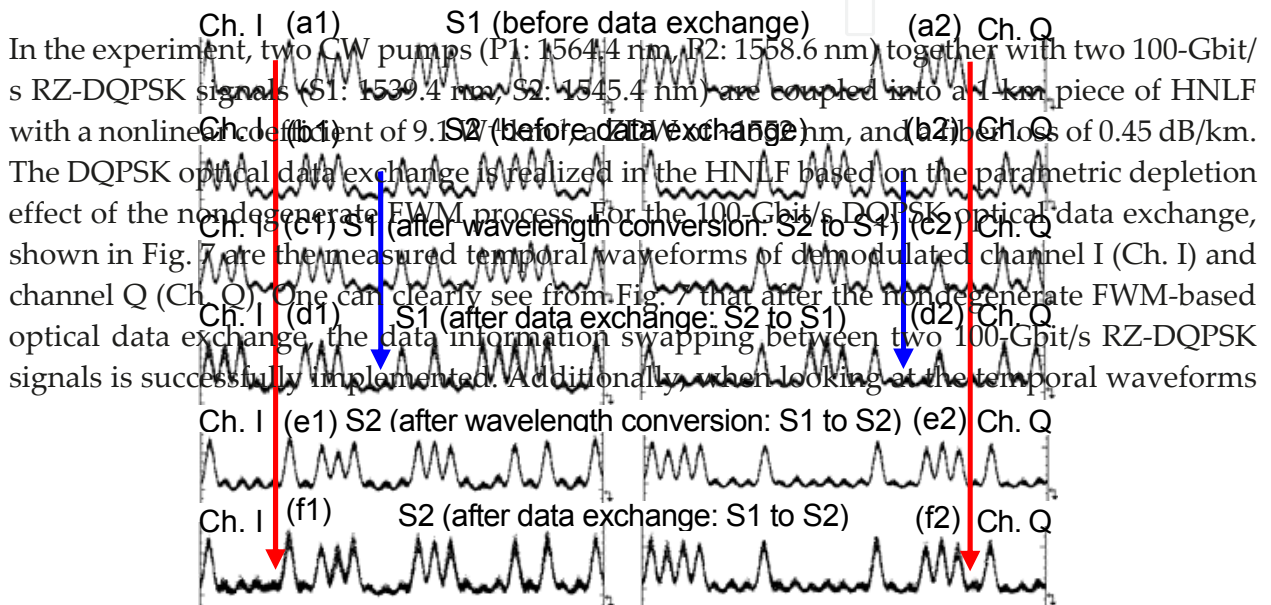 Ch. I (a1) S1 (before data exchange) (a2) Ch. Q
In the experiment, two CW pumps (P1: 1564.4 nm, P2: 1558.6 nm) together with two 100-Gbit/
s RZ-DQPSK signals (S1: 1539.4 nm, S2: 1545.4 nm) are coupled into a 1-km piece of HNLF
Ch. I (b1) S2 (before data exchange) (b2) Ch. Q
with a nonlinear coefficient of 9.1 a ZDW of ~1552 nm, and a fiber loss of 0.45 dB/km.
The DQPSK optical data exchange is realized in the HNLF based on the parametric depletion
effect of the nondegenerate FWM process. For the 100-Gbit/s DQPSK optical data exchange,
Ch. I (c1) S1 (after wavelength conversion: S2 to S1) (c2) Ch. Q
shown in Fig. 7 are the measured temporal waveforms of demodulated channel I (Ch. I) and
channel Q (Ch. Q). One can clearly see from Fig. 7 that after the nondegenerate FWM-based
Ch. I (d1) S1 (after data exchange: S2 to S1) (d2) Ch. Q
optical data exchange, the data information swapping between two 100-Gbit/s RZ-DQPSK
signals is successfully implemented. Additionally, when looking at the temporal waveforms
Ch. I (e1) S2 (after wavelength conversion: S1 to S2) (e2) Ch. Q
Ch. I (f1) S2 (after data exchange: S1 to S2) (f2) Ch. Q